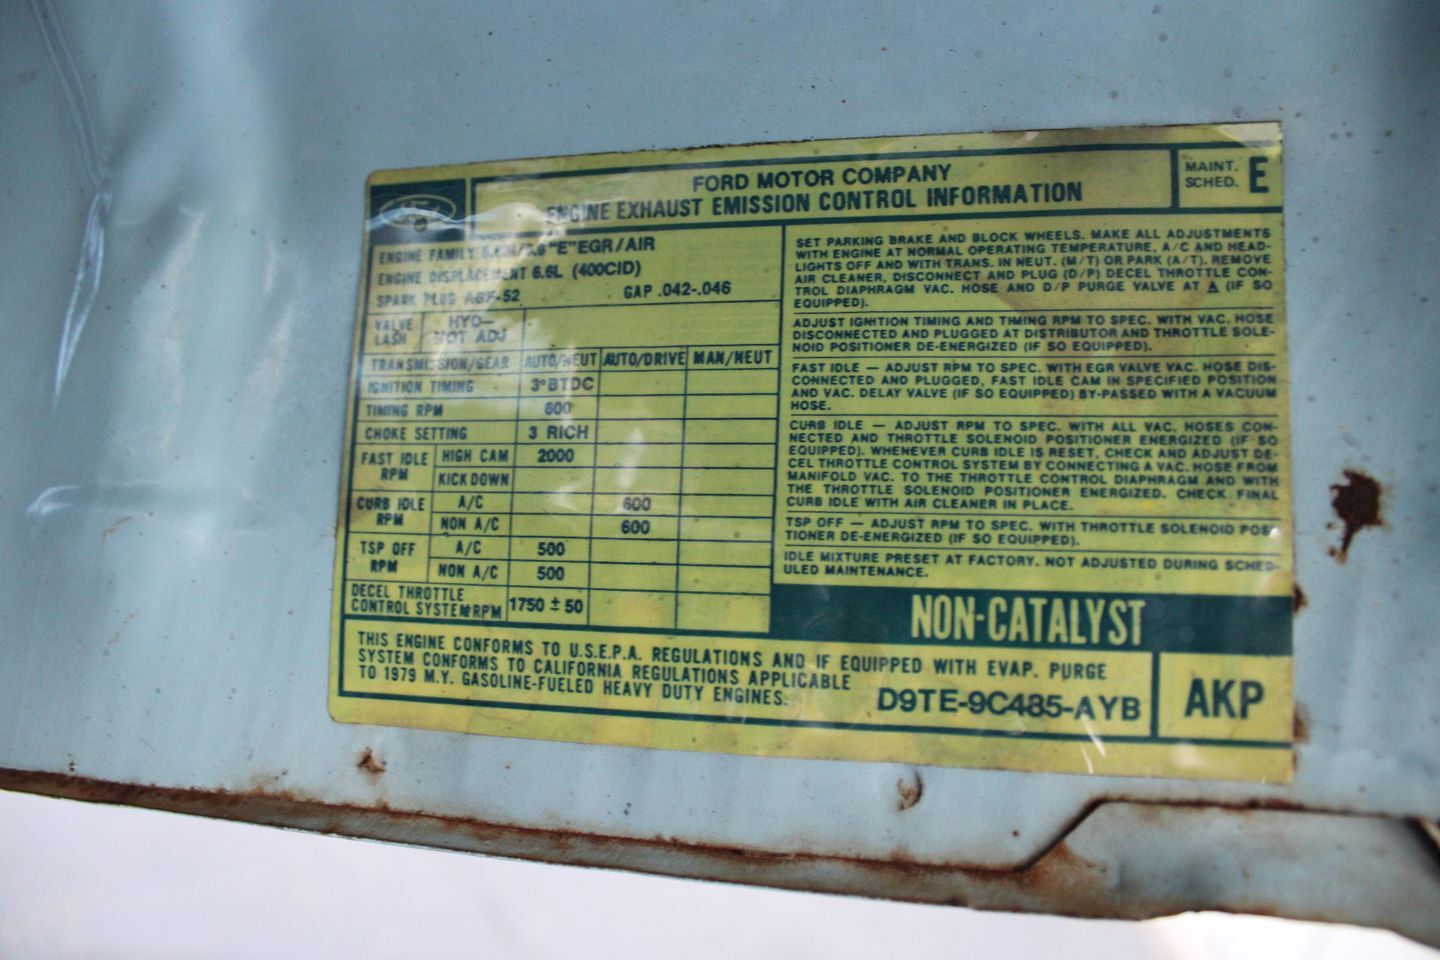 FORD MOTOR COMPANY
ENGINE EXHAUST EMISSION CONTROL INFORMATION
MAINT. SCHED. E
ENGINE FAMILY "E" EGR/AIR
ENGINE DISPLACEMENT 6.6L (400CID)
SPARK PLUG ASF-52 GAP .042-.046
VALVE LASH HYD— NOT ADJ
TRANSMISSION/GEAR AUTO/NEUT AUTO/DRIVE MAN/NEUT
IGNITION TIMING 3°BTDC
TIMING RPM 600
CHOKE SETTING 3 RICH
FAST IDLE RPM HIGH CAM 2000
KICKDOWN
CURB IDLE RPM A/C 600
NON A/C 600
TSP OFF RPM A/C 500
NON A/C 500
DECEL THROTTLE
CONTROL SYSTEM RPM 1750 ± 50
SET PARKING BRAKE AND BLOCK WHEELS. MAKE ALL ADJUSTMENTS
WITH ENGINE AT NORMAL OPERATING TEMPERATURE, A/C AND HEAD-
LIGHTS OFF AND WITH TRANS. IN NEUT. (M/T) OR PARK (A/T). REMOVE
AIR CLEANER, DISCONNECT AND PLUG (D/P) DECEL THROTTLE CON-
TROL DIAPHRAGM VAC. HOSE AND D/P PURGE VALVE AT (IF SO
EQUIPPED).
ADJUST IGNITION TIMING AND TIMING RPM TO SPEC. WITH VAC. HOSE
DISCONNECTED AND PLUGGED AT DISTRIBUTOR AND THROTTLE SOLE-
NOID POSITIONER DE-ENERGIZED (IF SO EQUIPPED).
FAST IDLE — ADJUST RPM TO SPEC. WITH EGR VALVE VAC. HOSE DIS-
CONNECTED AND PLUGGED, FAST IDLE CAM IN SPECIFIED POSITION
AND VAC. DELAY VALVE (IF SO EQUIPPED) BY-PASSED WITH A VACUUM
HOSE.
CURB IDLE — ADJUST RPM TO SPEC. WITH ALL VAC. HOSES CON-
NECTED AND THROTTLE SOLENOID POSITIONER ENERGIZED (IF SO
EQUIPPED). WHENEVER CURB IDLE IS RESET, CHECK AND ADJUST DE-
CEL THROTTLE CONTROL SYSTEM BY CONNECTING A VAC. HOSE FROM
MANIFOLD VAC. TO THE THROTTLE CONTROL DIAPHRAGM AND WITH
THE THROTTLE SOLENOID POSITIONER ENERGIZED. CHECK FINAL
CURB IDLE WITH AIR CLEANER IN PLACE.
TSP OFF — ADJUST RPM TO SPEC. WITH THROTTLE SOLENOID POSI-
TIONER DE-ENERGIZED (IF SO EQUIPPED).
IDLE MIXTURE PRESET AT FACTORY. NOT ADJUSTED DURING SCHED-
ULED MAINTENANCE.
NON-CATALYST
THIS ENGINE CONFORMS TO U.S.E.P.A. REGULATIONS AND IF EQUIPPED WITH EVAP. PURGE
SYSTEM CONFORMS TO CALIFORNIA REGULATIONS APPLICABLE
TO 1979 M.Y. GASOLINE-FUELED HEAVY DUTY ENGINES.
D9TE-9C485-AYB
AKP